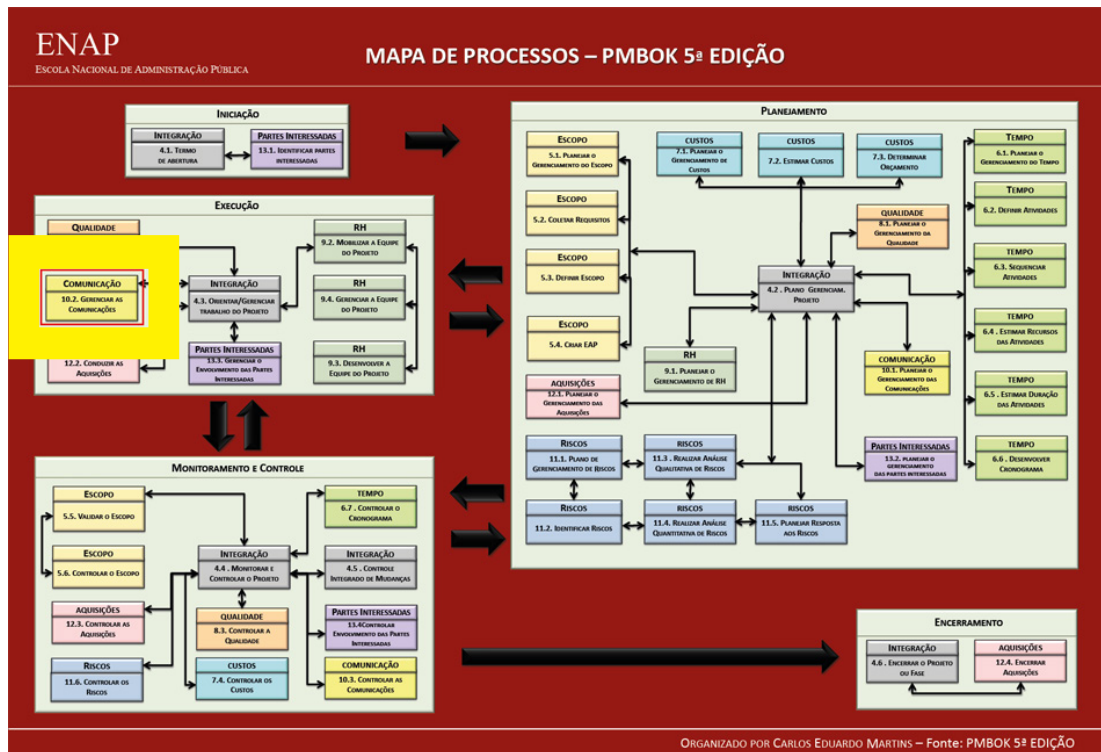 ENAP
ESCOLA NACIONAL DE ADMINISTRAÇÃO PÚBLICA
MAPA DE PROCESSOS – PMBOK 5ª EDIÇÃO
INICIAÇÃO
INTEGRAÇÃO
4.1. TERMO
DE ABERTURA
PARTES INTERESSADAS
13.1. IDENTIFICAR PARTES
INTERESSADAS
EXECUÇÃO
QUALIDADE
COMUNICAÇÃO
10.2. GERENCIAR AS
COMUNICAÇÕES
12.2. CONDUZIR AS
AQUISIÇÕES
INTEGRAÇÃO
4.3. ORIENTAR/GERENCIAR
TRABALHO DO PROJETO
PARTES INTERESSADAS
13.3. GERENCIAR O
ENVOLVIMENTO DAS PARTES
INTERESSADAS
RH
9.2. MOBILIZAR A EQUIPE
DO PROJETO
RH
9.4. GERENCIAR A EQUIPE
DO PROJETO
RH
9.3. DESENVOLVER A
EQUIPE DO PROJETO
PLANEJAMENTO
ESCOPO
5.1. PLANEJAR O
GERENCIAMENTO DO ESCOPO
ESCOPO
5.2. COLETAR REQUISITOS
ESCOPO
5.3. DEFINIR ESCOPO
ESCOPO
5.4. CRIAR EAP
AQUISIÇÕES
12.1. PLANEJAR O
GERENCIAMENTO DAS
AQUISIÇÕES
CUSTOS
7.1. PLANEJAR O
GERENCIAMENTO DE
CUSTOS
CUSTOS
7.2. ESTIMAR CUSTOS
CUSTOS
7.3. DETERMINAR
ORÇAMENTO
QUALIDADE
8.1. PLANEJAR O
GERENCIAMENTO DA
QUALIDADE
INTEGRAÇÃO
4.2 . PLANO GERENCIAM.
PROJETO
RH
9.1. PLANEJAR O
GERENCIAMENTO DE RH
COMUNICAÇÃO
10.1. PLANEJAR O
GERENCIAMENTO DAS
COMUNICAÇÕES
PARTES INTERESSADAS
13.2. PLANEJAR O
GERENCIAMENTO
DAS PARTES INTERESSADAS
TEMPO
6.1. PLANEJAR O
GERENCIAMENTO DO TEMPO
TEMPO
6.2. DEFINIR ATIVIDADES
TEMPO
6.3. SEQUENCIAR
ATIVIDADES
TEMPO
6.4 . ESTIMAR RECURSOS
DAS ATIVIDADES
TEMPO
6.5 . ESTIMAR DURAÇÃO
DAS ATIVIDADES
TEMPO
6.6 . DESENVOLVER
CRONOGRAMA
RISCOS
11.1. PLANO DE
GERENCIAMENTO DE RISCOS
RISCOS
11.3 . REALIZAR ANÁLISE
QUALITATIVA DE RISCOS
RISCOS
11.2. IDENTIFICAR RISCOS
RISCOS
11.4. REALIZAR ANÁLISE
QUANTITATIVA DE RISCOS
RISCOS
11.5. PLANEJAR RESPOSTA
AOS RISCOS
MONITORAMENTO E CONTROLE
ESCOPO
5.5. VALIDAR O ESCOPO
ESCOPO
5.6. CONTROLAR O ESCOPO
AQUISIÇÕES
12.3. CONTROLAR AS
AQUISIÇÕES
RISCOS
11.6. CONTROLAR OS
RISCOS
INTEGRAÇÃO
4.4 . MONITORAR E
CONTROLAR O PROJETO
QUALIDADE
8.3. CONTROLAR A
QUALIDADE
CUSTOS
7.4. CONTROLAR OS
CUSTOS
TEMPO
6.7 . CONTROLAR O
CRONOGRAMA
INTEGRAÇÃO
4.5 . CONTROLE
INTEGRADO DE MUDANÇAS
PARTES INTERESSADAS
13.4CONTROLAR
ENVOLVIMENTO DAS PARTES
INTERESSADAS
COMUNICAÇÃO
10.3. CONTROLAR AS
COMUNICAÇÕES
ENCERRAMENTO
INTEGRAÇÃO
4.6 . ENCERRAR O PROJETO
OU FASE
AQUISIÇÕES
12.4. ENCERRAR
AQUISIÇÕES
ORGANIZADO POR CARLOS EDUARDO MARTINS – Fonte: PMBOK 5ª EDIÇÃO